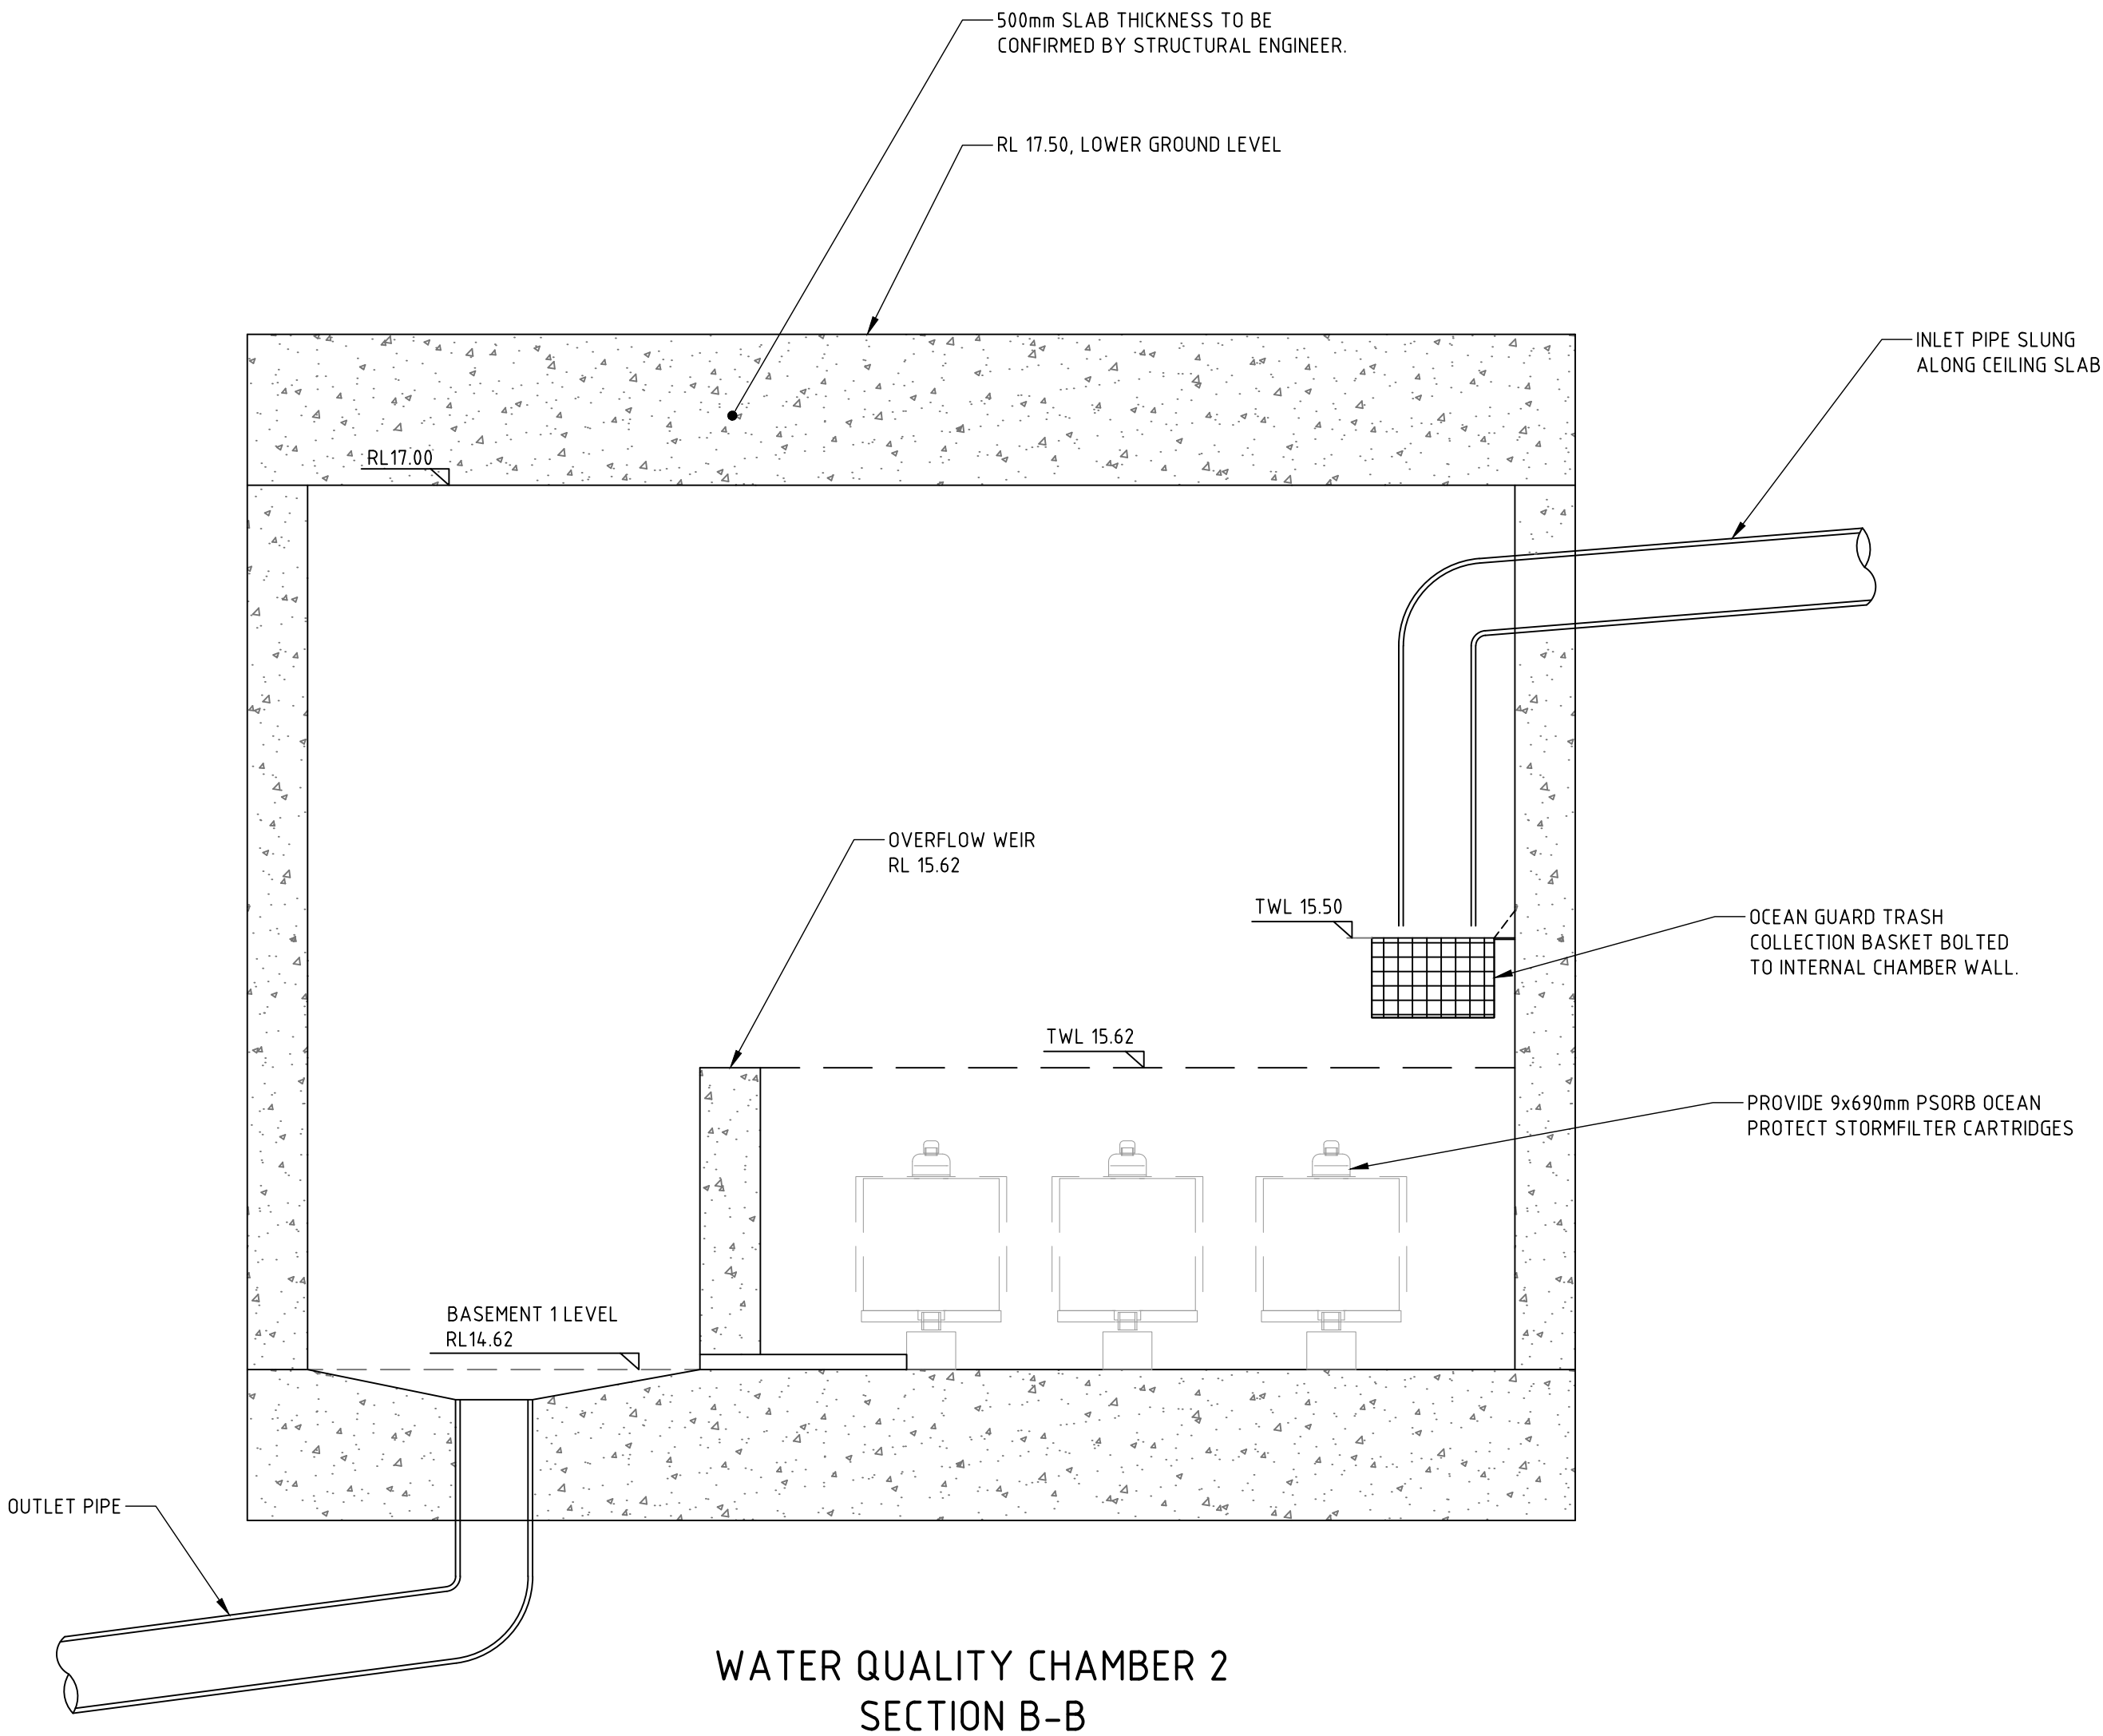 500mm SLAB THICKNESS TO BE
CONFIRMED BY STRUCTURAL ENGINEER.
RL 17.50, LOWER GROUND LEVEL
INLET PIPE SLUNG
ALONG CEILING SLAB
RL17.00
OVERFLOW WEIR
RL 15.62
TWL 15.50
OCEAN GUARD TRASH
COLLECTION BASKET BOLTED
TO INTERNAL CHAMBER WALL.
TWL 15.62
PROVIDE 9x690mm PSORB OCEAN
PROTECT STORMFILTER CARTRIDGES
BASEMENT 1 LEVEL
RL14.62
OUTLET PIPE
WATER QUALITY CHAMBER 2
SECTION B-B